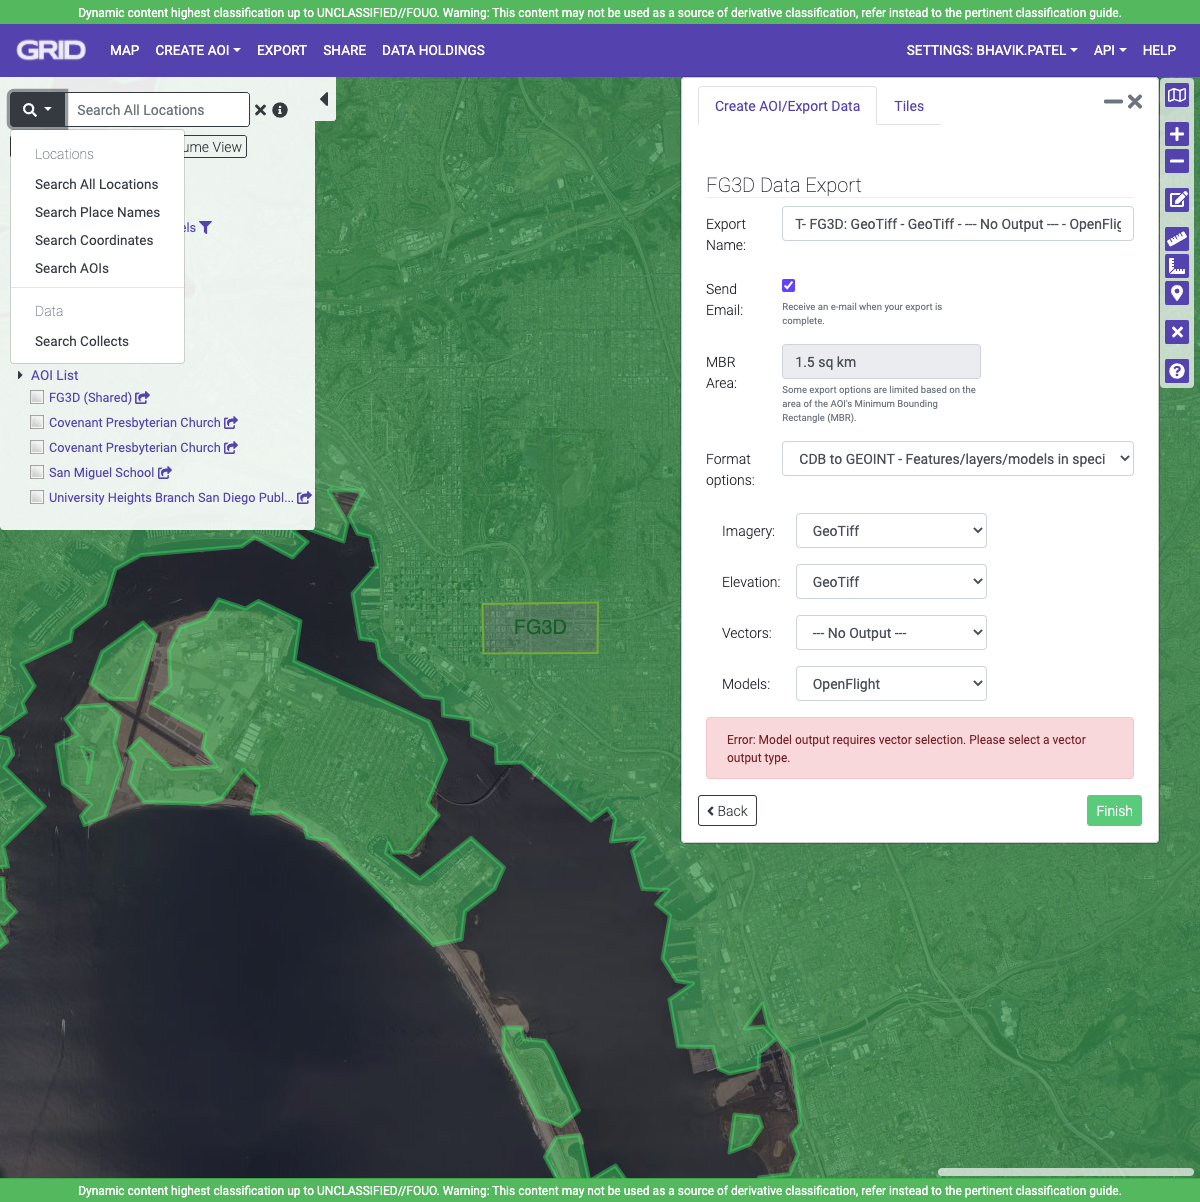 Dynamic content highest classification up to UNCLASSIFIED//FOUO. Warning: This content may not be used as a source of derivative classification, refer instead to the pertinent classification guide.
GRID MAP CREATE AOI EXPORT SHARE DATA HOLDINGS SETTINGS: BHAVIK.PATEL API HELP
Search All Locations
ume View
Locations
Search All Locations
Search Place Names
Search Coordinates
Search AOIs
els
Data
Search Collects
AOI List
FG3D (Shared)
Covenant Presbyterian Church
Covenant Presbyterian Church
San Miguel School
University Heights Branch San Diego Publ...
FG3D
Create AOI/Export Data Tiles
FG3D Data Export
Export
Name:
T- FG3D: GeoTiff - GeoTiff - --- No Output --- - OpenFlig
Send
Email:
Receive an e-mail when your export is
complete.
MBR
Area:
1.5 sq km
Some export options are limited based on the
area of the AOI's Minimum Bounding
Rectangle (MBR).
Format
options:
CDB to GEOINT - Features/layers/models in speci
Imagery: GeoTiff
Elevation: GeoTiff
Vectors: --- No Output ---
Models: OpenFlight
Error: Model output requires vector selection. Please select a vector
output type.
Back
Finish
Dynamic content highest classification up to UNCLASSIFIED//FOUO. Warning: This content may not be used as a source of derivative classification, refer instead to the pertinent classification guide.